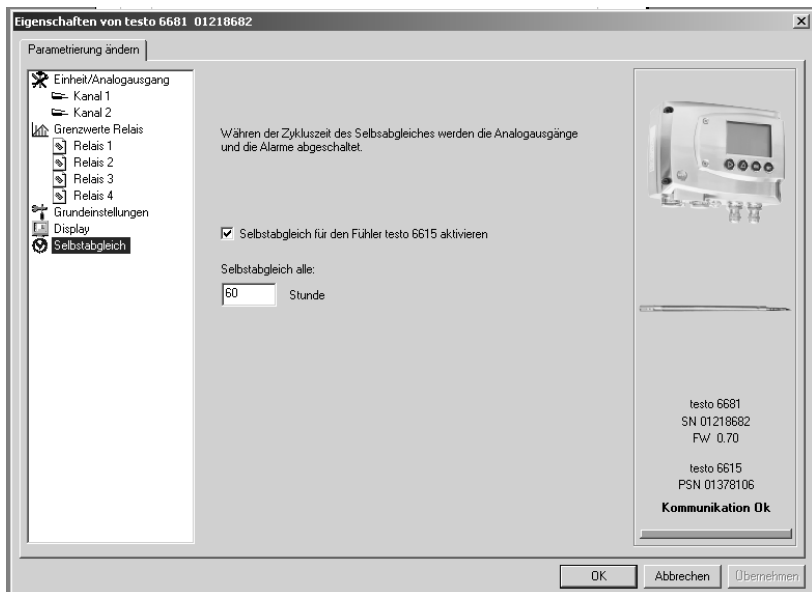 Eigenschaften von testo 6681 01218682
Parametrierung ändern
Einheit/Analogausgang
Kanal 1
Kanal 2
Grenzwerte Relais
Relais 1
Relais 2
Relais 3
Relais 4
Grundeinstellungen
Display
Selbstabgleich
Währen der Zykluszeit des Selbsabgleiches werden die Analogausgänge
und die Alarme abgeschaltet.
Selbstabgleich für den Fühler testo 6615 aktivieren
Selbstabgleich alle:
60 Stunde
testo 6681
SN 01218682
FW 0.70
testo 6615
PSN 01378106
Kommunikation Ok
OK Abbrechen Übernehmen